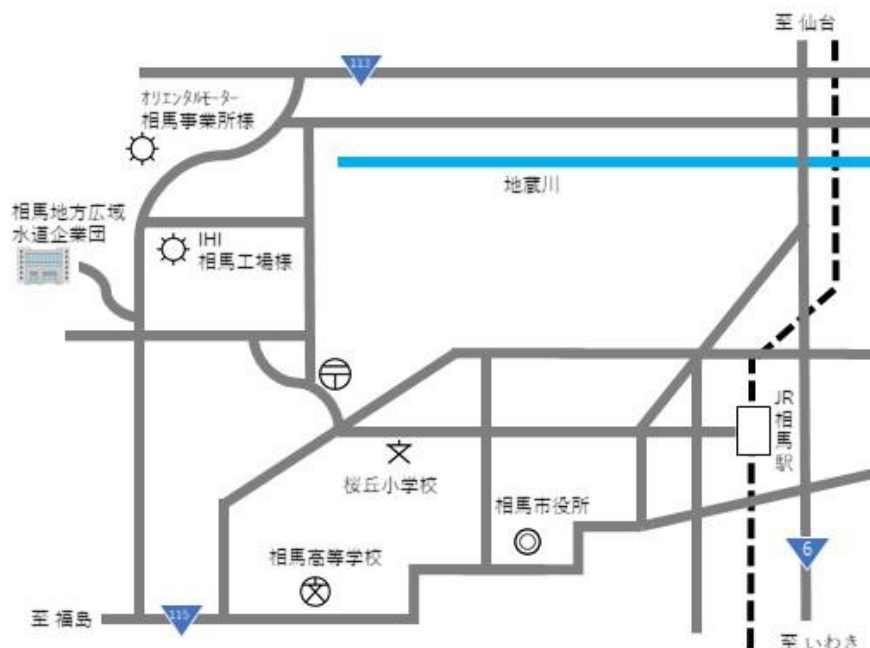 至 仙台
113
オリエンタルモーター
相馬事業所様
地蔵川
相馬地方広域
水道企業団
IHI
相馬工場様
JR
相
馬
駅
桜丘小学校
相馬市役所
6
相馬高等学校
至 福島
115
至 いわき